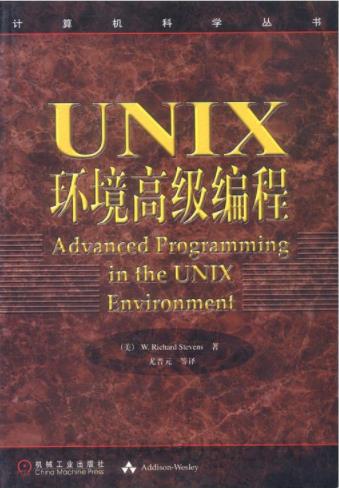 计算机科学丛书
UNIX
环境高级编程
Advanced Programming
in the UNIX
Environment
（美） W. Richard Stevens 著
尤晋元 等译
机械工业出版社
China Machine Press
Addison-Wesley